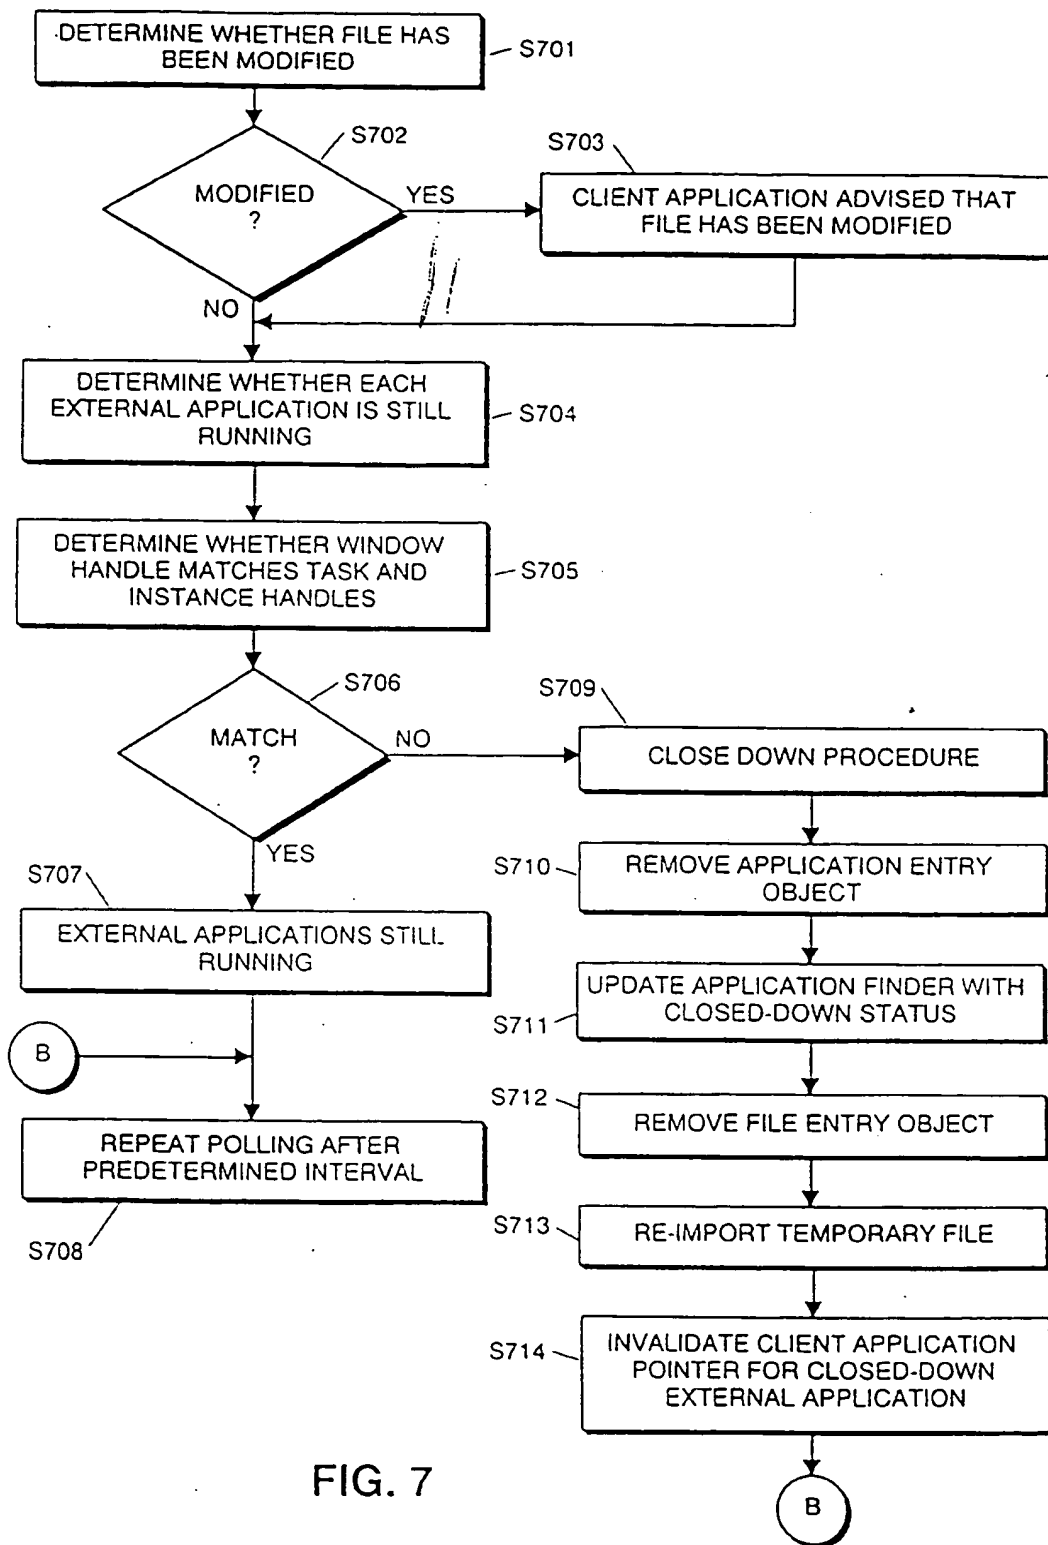 DETERMINE WHETHER FILE HAS
BEEN MODIFIED
S701
S702
MODIFIED
?
YES
NO
S703
CLIENT APPLICATION ADVISED THAT
FILE HAS BEEN MODIFIED
DETERMINE WHETHER EACH
EXTERNAL APPLICATION IS STILL
RUNNING
S704
DETERMINE WHETHER WINDOW
HANDLE MATCHES TASK AND
INSTANCE HANDLES
S705
S706
MATCH
?
NO
YES
S707
EXTERNAL APPLICATIONS STILL
RUNNING
B
REPEAT POLLING AFTER
PREDETERMINED INTERVAL
S708
S709
CLOSE DOWN PROCEDURE
S710
REMOVE APPLICATION ENTRY
OBJECT
UPDATE APPLICATION FINDER WITH
CLOSED-DOWN STATUS
S711
S712
REMOVE FILE ENTRY OBJECT
S713
RE-IMPORT TEMPORARY FILE
S714
INVALIDATE CLIENT APPLICATION
POINTER FOR CLOSED-DOWN
EXTERNAL APPLICATION
B
FIG. 7